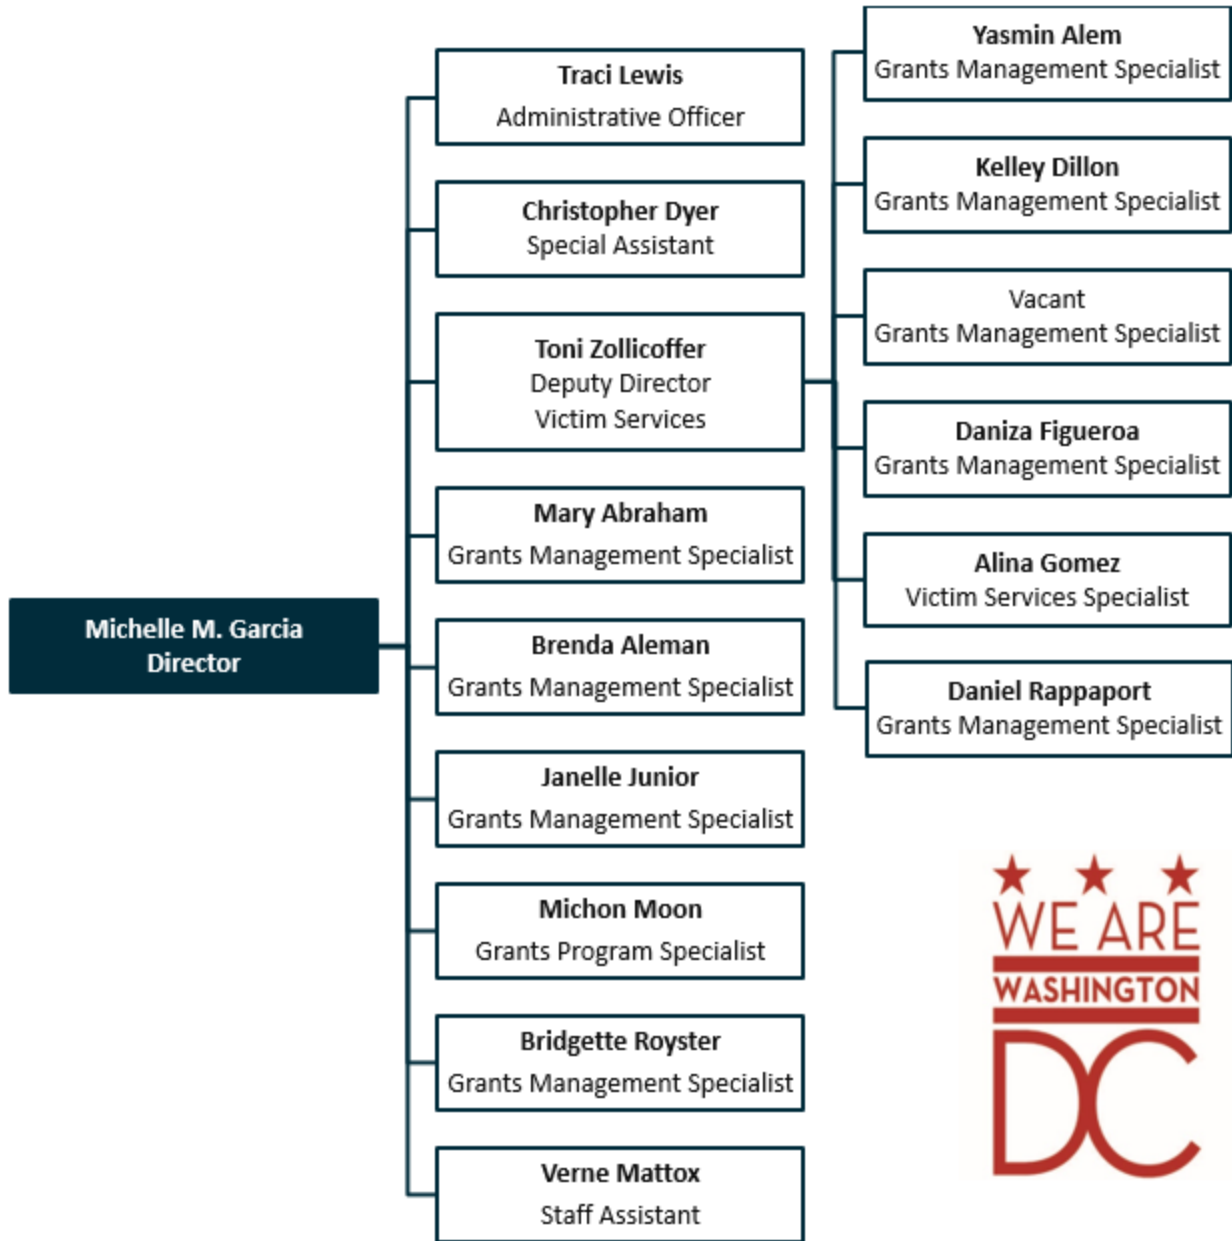 Michelle M. Garcia
Director
Traci Lewis
Administrative Officer
Christopher Dyer
Special Assistant
Toni Zollicoffer
Deputy Director
Victim Services
Mary Abraham
Grants Management Specialist
Brenda Aleman
Grants Management Specialist
Janelle Junior
Grants Management Specialist
Michon Moon
Grants Program Specialist
Bridgette Royster
Grants Management Specialist
Verne Mattox
Staff Assistant
Yasmin Alem
Grants Management Specialist
Kelley Dillon
Grants Management Specialist
Vacant
Grants Management Specialist
Daniza Figueroa
Grants Management Specialist
Alina Gomez
Victim Services Specialist
Daniel Rappaport
Grants Management Specialist
WE ARE
WASHINGTON
DC